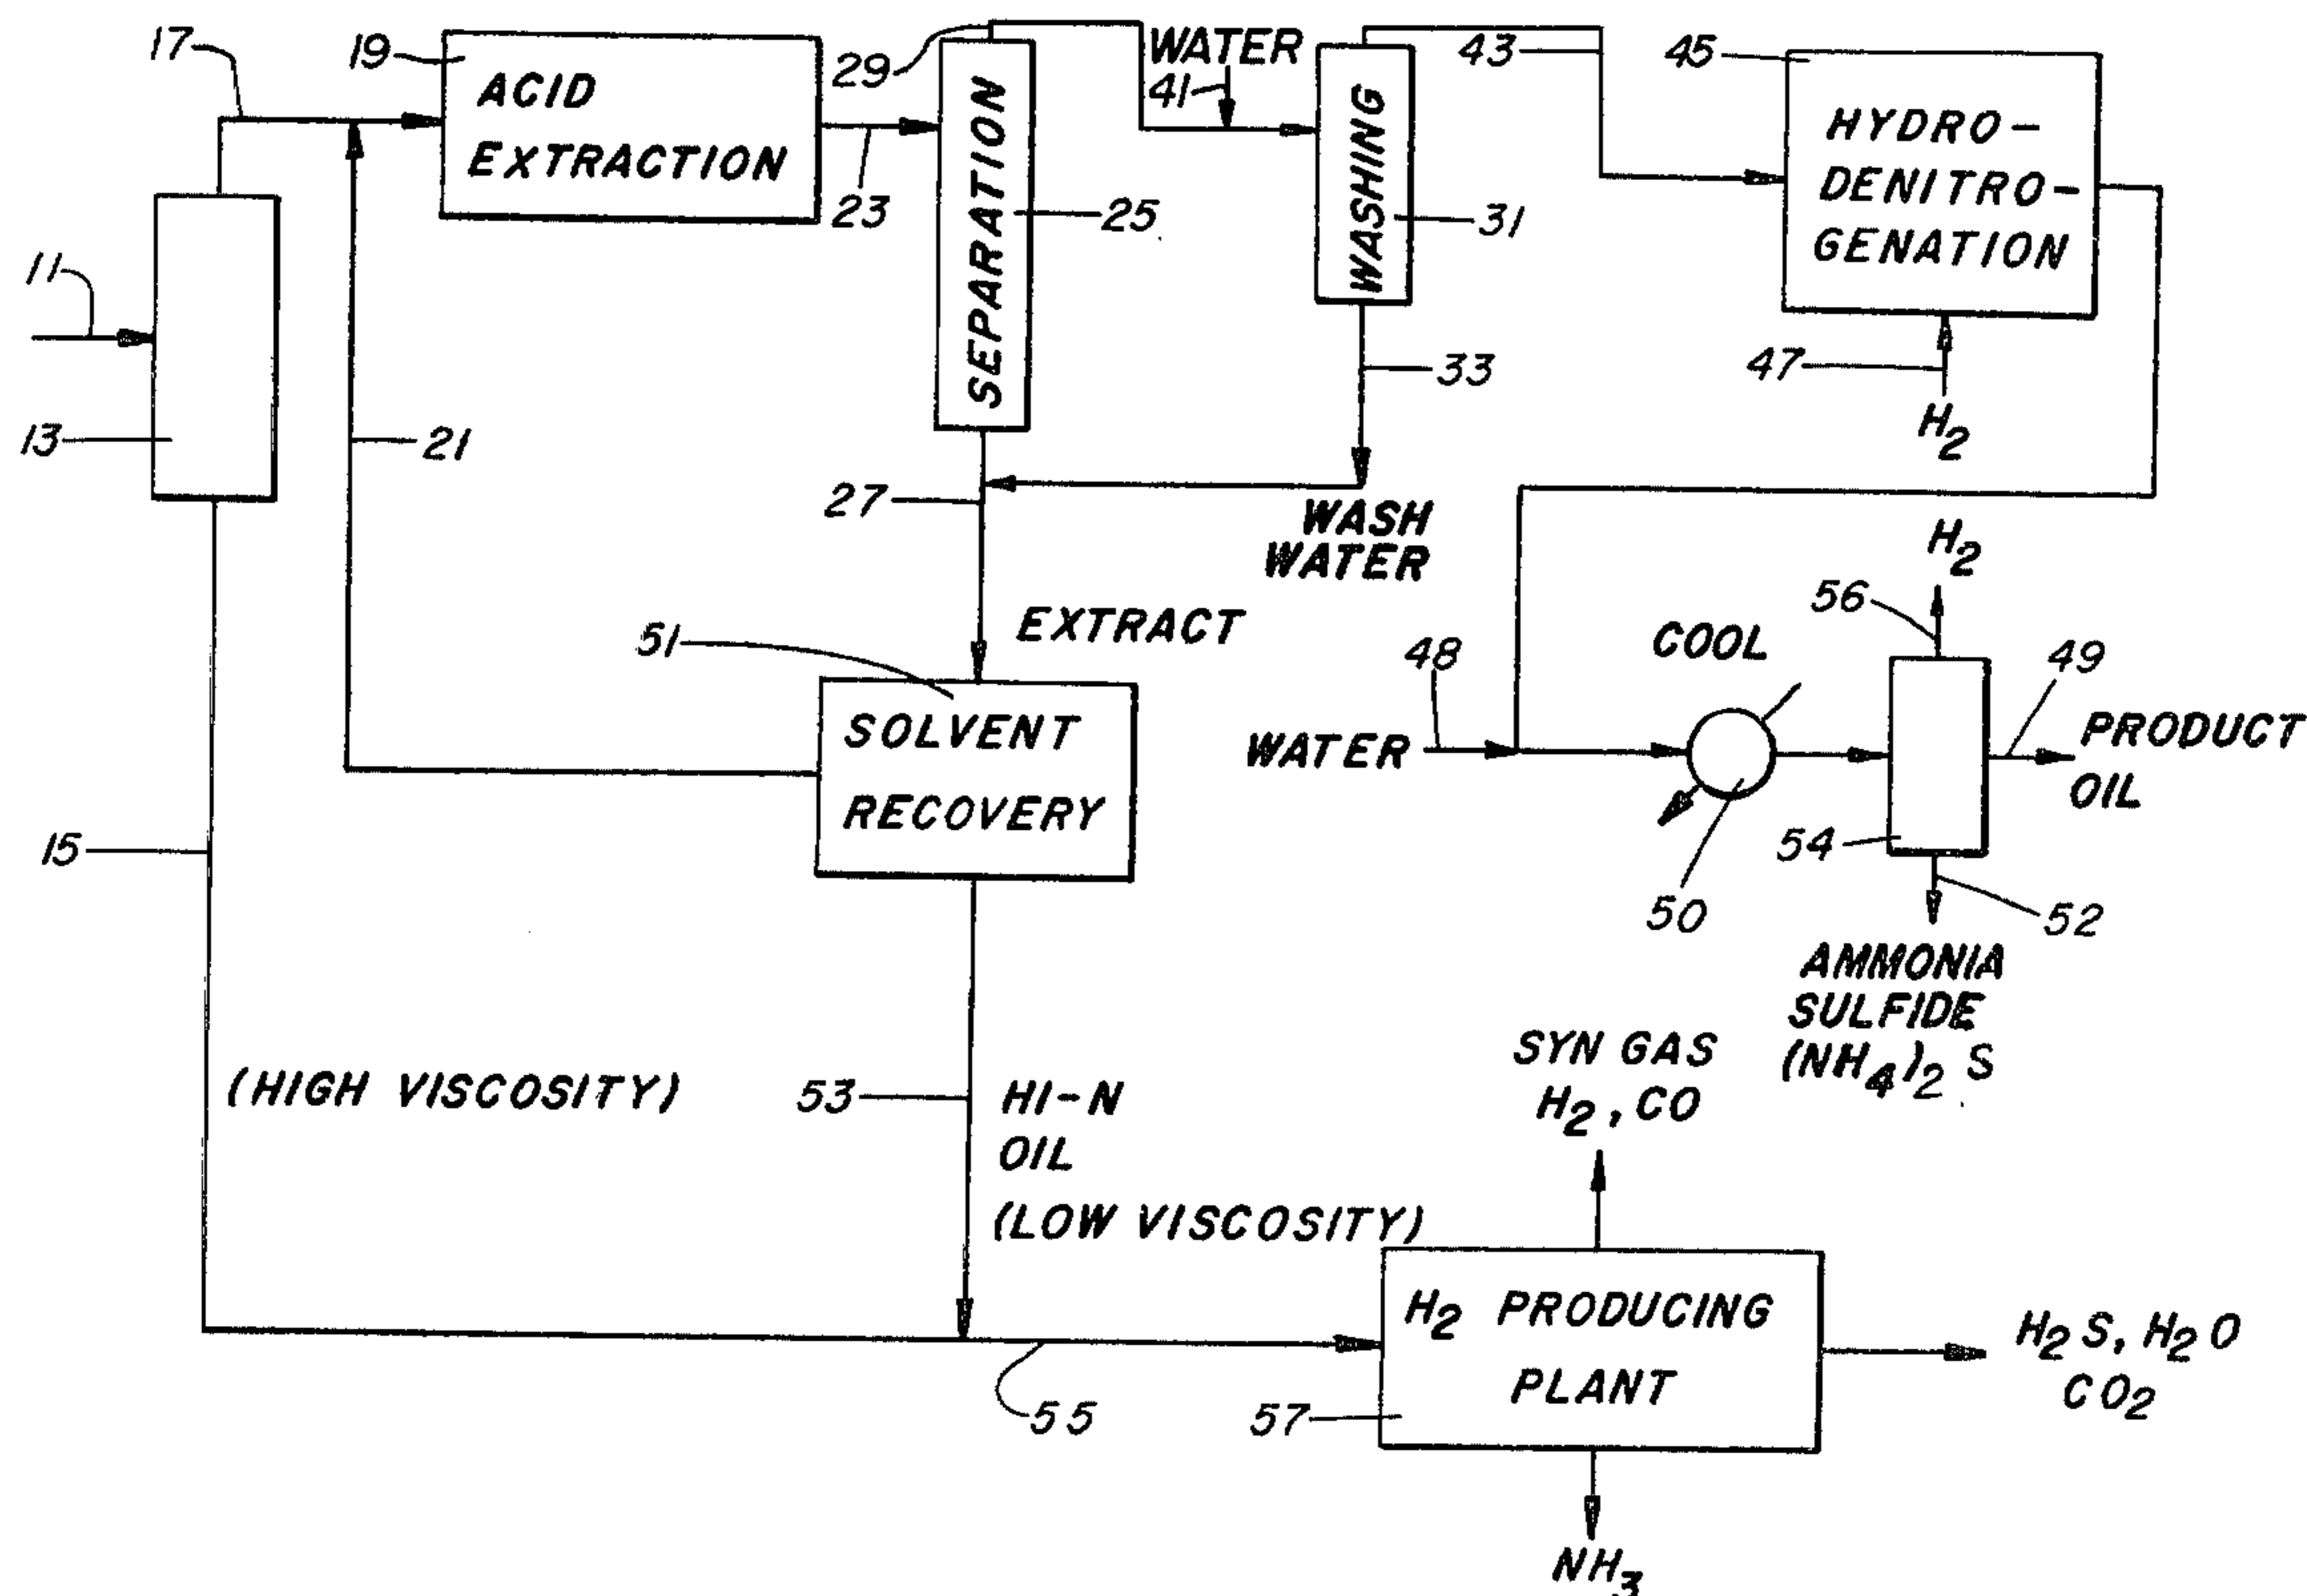 17
19
ACID
EXTRACTION
29
SEPARATION
WATER
41
WASHING
43
45
HYDRO-
DENITRO-
GENATION
23
25
31
11
13
21
27
33
47
H2
WASH
WATER
EXTRACT
51
SOLVENT
RECOVERY
H2
56
COOL
48
49
WATER
PRODUCT
OIL
54
50
52
15
AMMONIA
SULFIDE
(NH4)2 S
(HIGH VISCOSITY)
53
HI-N
OIL
(LOW VISCOSITY)
SYN GAS
H2, CO
H2 PRODUCING
PLANT
H2S, H2O
CO2
55
57
NH3